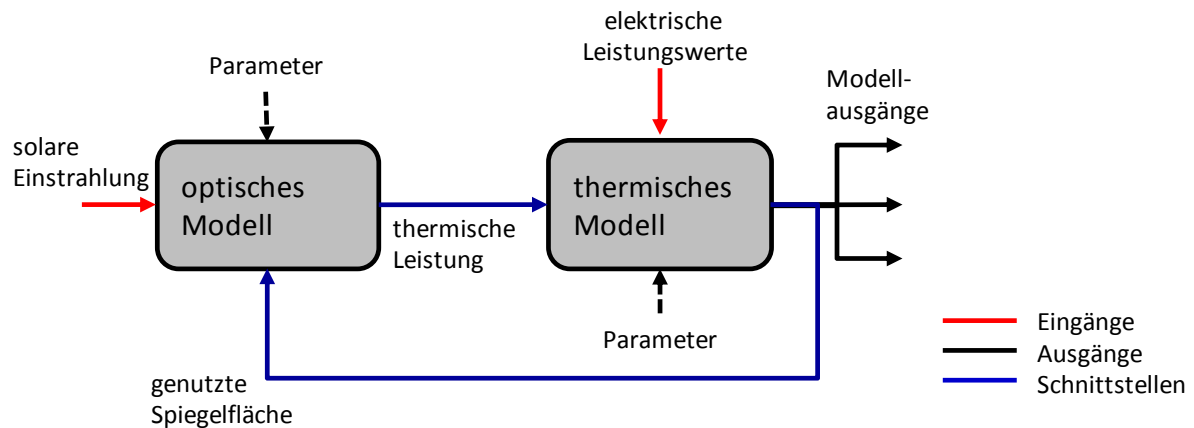 elektrische
Leistungswerte
Parameter
Modell-
ausgänge
solare
Einstrahlung
optisches
Modell
thermisches
Modell
thermische
Leistung
Parameter
genutzte
Spiegelfläche
Eingänge
Ausgänge
Schnittstellen